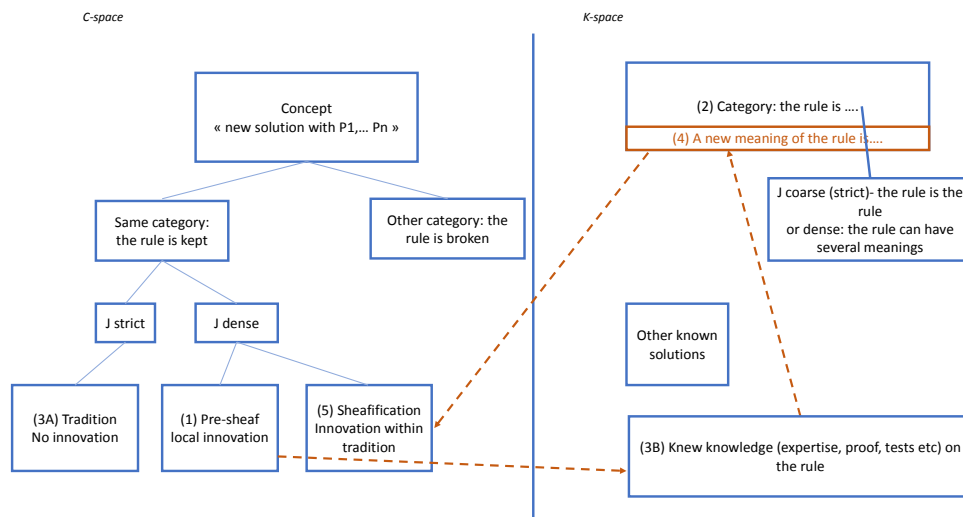 C-space
K-space
Concept
« new solution with P1,... Pn »
(2) Category: the rule is ....
(4) A new meaning of the rule is....
Same category:
the rule is kept
Other category: the
rule is broken
J coarse (strict)- the rule is the
rule
or dense: the rule can have
several meanings
J strict
J dense
Other known
solutions
(3A) Tradition
No innovation
(1) Pre-sheaf
local innovation
(5) Sheafification
Innovation within
tradition
(3B) Knew knowledge (expertise, proof, tests etc) on
the rule